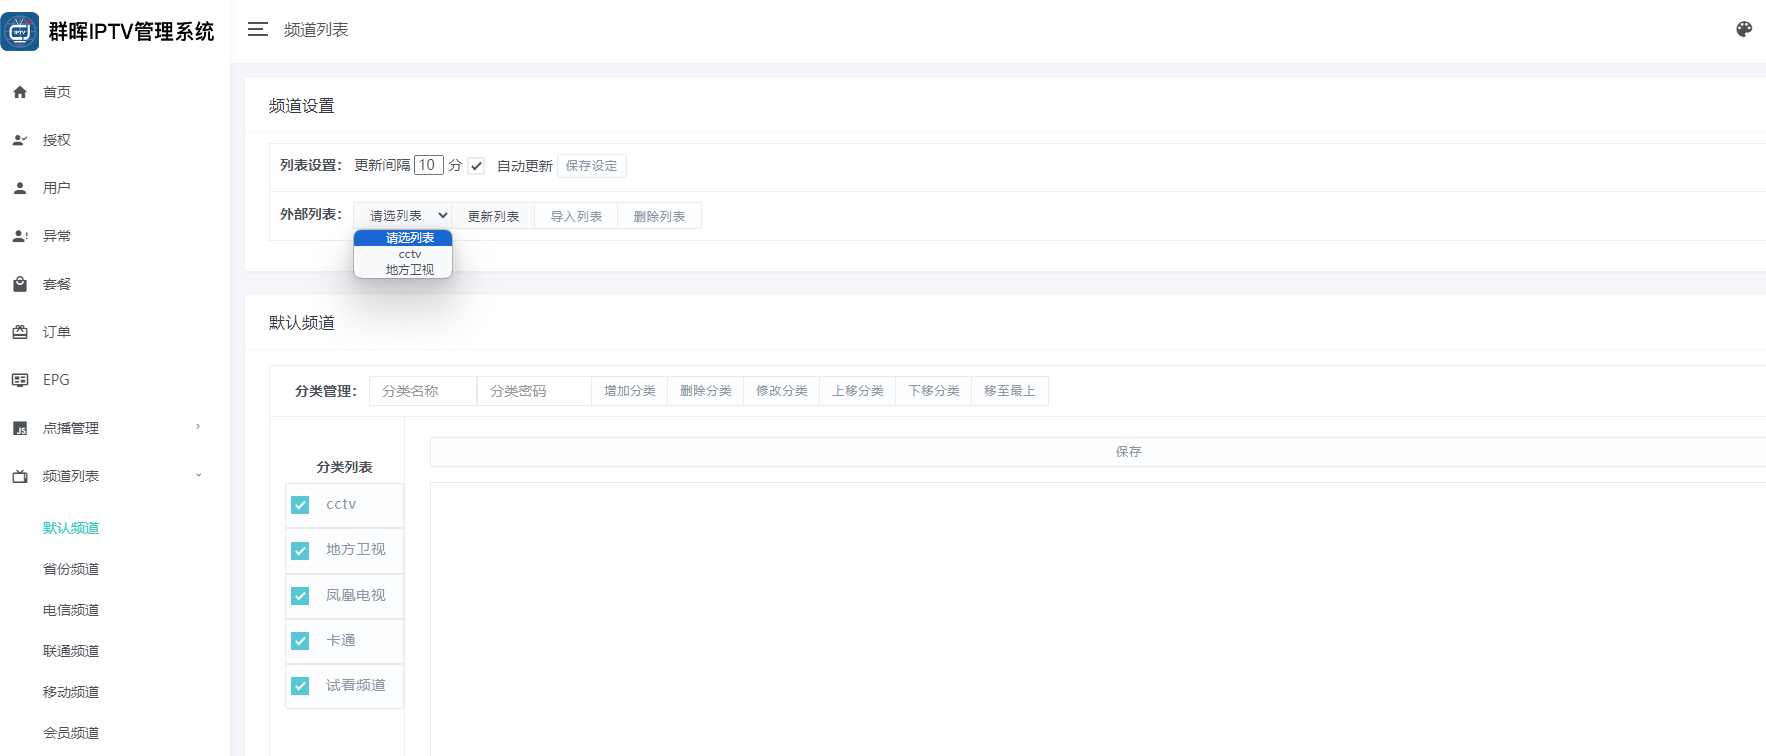 群晖IPTV管理系统
频道列表
首页
授权
用户
异常
套餐
订单
EPG
点播管理
频道列表
默认频道
省份频道
电信频道
联通频道
移动频道
会员频道
频道设置
列表设置： 更新间隔 10 分 自动更新 保存设定
外部列表： 请选列表 更新列表 导入列表 删除列表
请选列表
cctv
地方卫视
默认频道
分类管理： 分类名称 分类密码 增加分类 删除分类 修改分类 上移分类 下移分类 移至最上
分类列表
cctv
地方卫视
凤凰电视
卡通
试看频道
保存